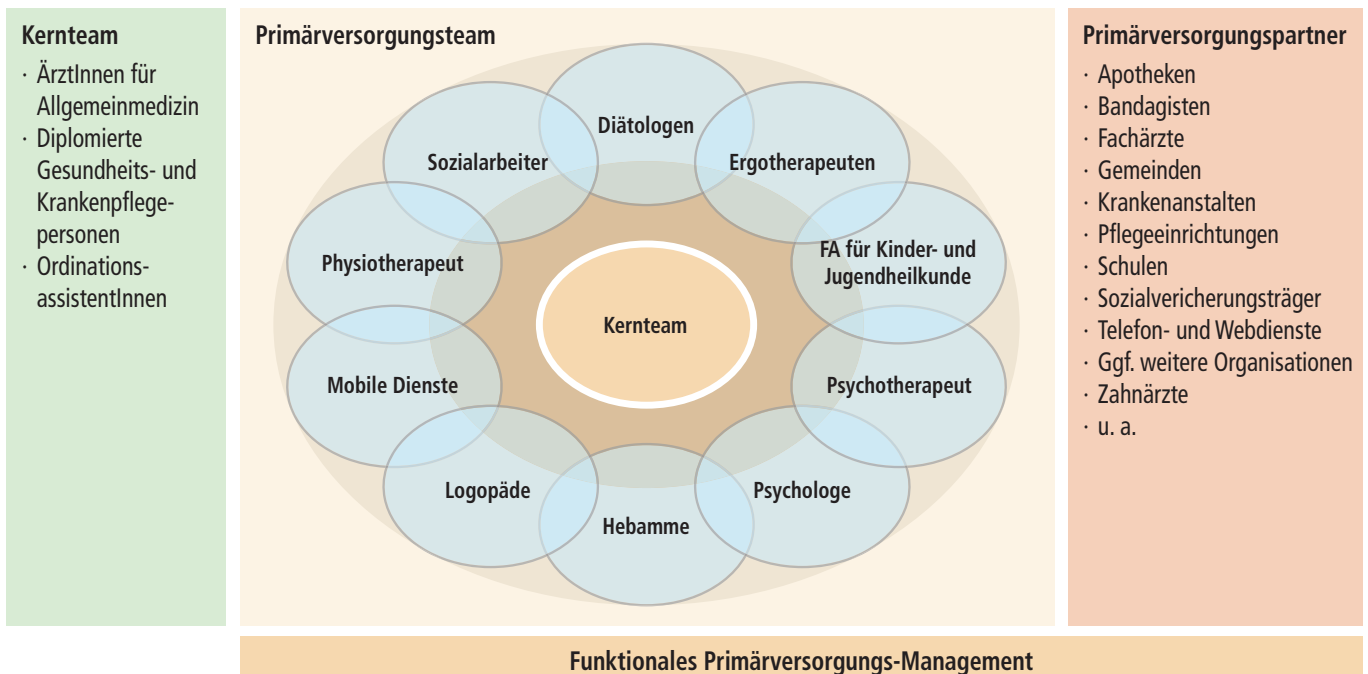 Kernteam
· ÄrztInnen für
Allgemeinmedizin
· Diplomierte
Gesundheits- und
Krankenpflege-
personen
· Ordinations-
assistentInnen
Primärversorgungsteam
Diätologen
Sozialarbeiter
Ergotherapeuten
Physiotherapeut
FA für Kinder- und
Jugendheilkunde
Kernteam
Mobile Dienste
Psychotherapeut
Logopäde
Psychologe
Hebamme
Primärversorgungspartner
· Apotheken
· Bandagisten
· Fachärzte
· Gemeinden
· Krankenanstalten
· Pflegeeinrichtungen
· Schulen
· Sozialvericherungsträger
· Telefon- und Webdienste
· Ggf. weitere Organisationen
· Zahnärzte
· u. a.
Funktionales Primärversorgungs-Management